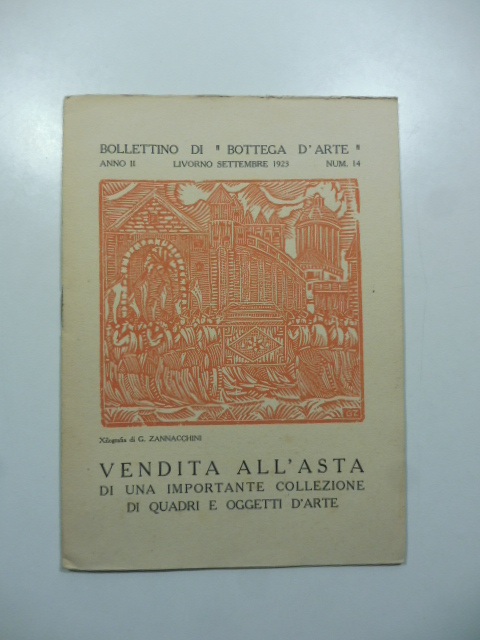 BOLLETTINO DI " BOTTEGA D'ARTE "
ANNO II LIVORNO SETTEMBRE 1923 NUM. 14
Xilografia di G. ZANNACCHINI
VENDITA ALL'ASTA
DI UNA IMPORTANTE COLLEZIONE
DI QUADRI E OGGETTI D'ARTE